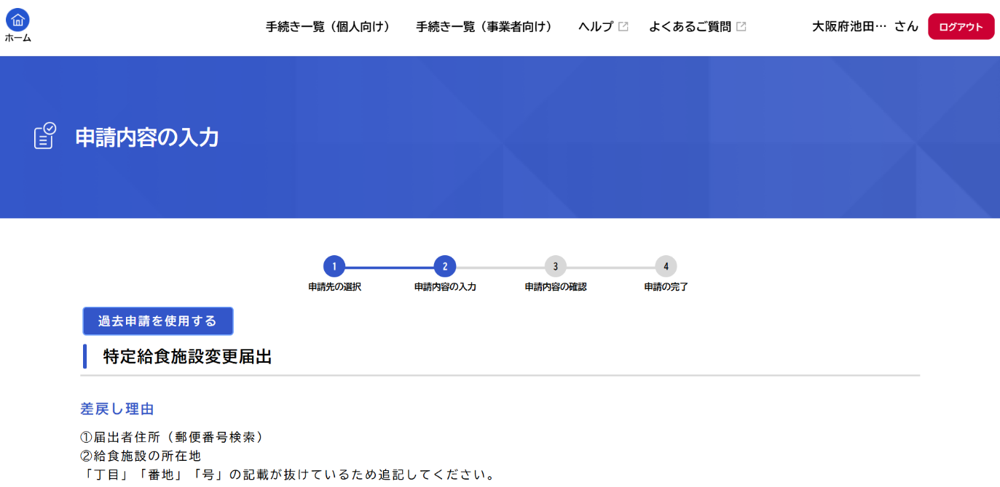 ホーム
手続き一覧（個人向け） 手続き一覧（事業者向け） ヘルプ よくあるご質問 大阪府池田… さん ログアウト
申請内容の入力
1 2 3 4
申請先の選択 申請内容の入力 申請内容の確認 申請の完了
過去申請を使用する
特定給食施設変更届出
差戻し理由
①届出者住所（郵便番号検索）
②給食施設の所在地
「丁目」「番地」「号」の記載が抜けているため追記してください。